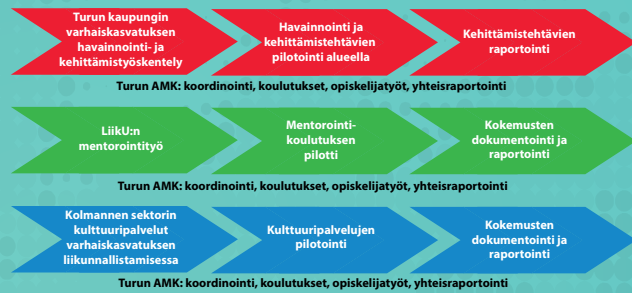 Turun kaupungin
varhaiskasvatuksen
havainnointi- ja
kehittämistyöskentely
Havainnointi ja
kehittämistehtävien
pilotointi alueella
Kehittämistehtävien
raportointi
Turun AMK: koordinointi, koulutukset, opiskelijatyöt, yhteisraportointi
LiikU:n
mentorointityö
Mentorointi-
koulutuksen
pilotti
Kokemusten
dokumentointi ja
raportointi
Turun AMK: koordinointi, koulutukset, opiskelijatyöt, yhteisraportointi
Kolmannen sektorin
kulttuuripalvelut
varhaiskasvatuksen
liikunnallistamisessa
Kulttuuripalvelujen
pilotointi
Kokemusten
dokumentointi ja
raportointi
Turun AMK: koordinointi, koulutukset, opiskelijatyöt, yhteisraportointi